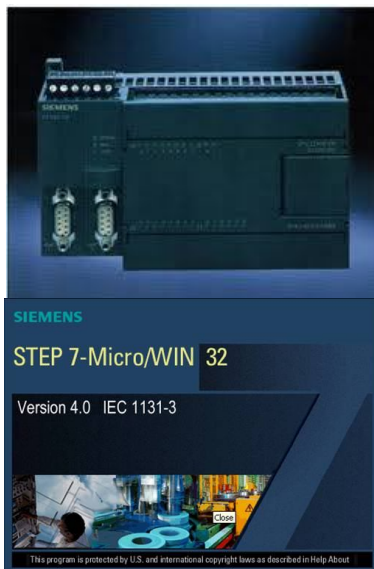 SIEMENS
SIEMENS
STEP 7-Micro/WIN 32
Version 4.0 IEC 1131-3
Close
This program is protected by U.S. and international copyright laws as described in Help About